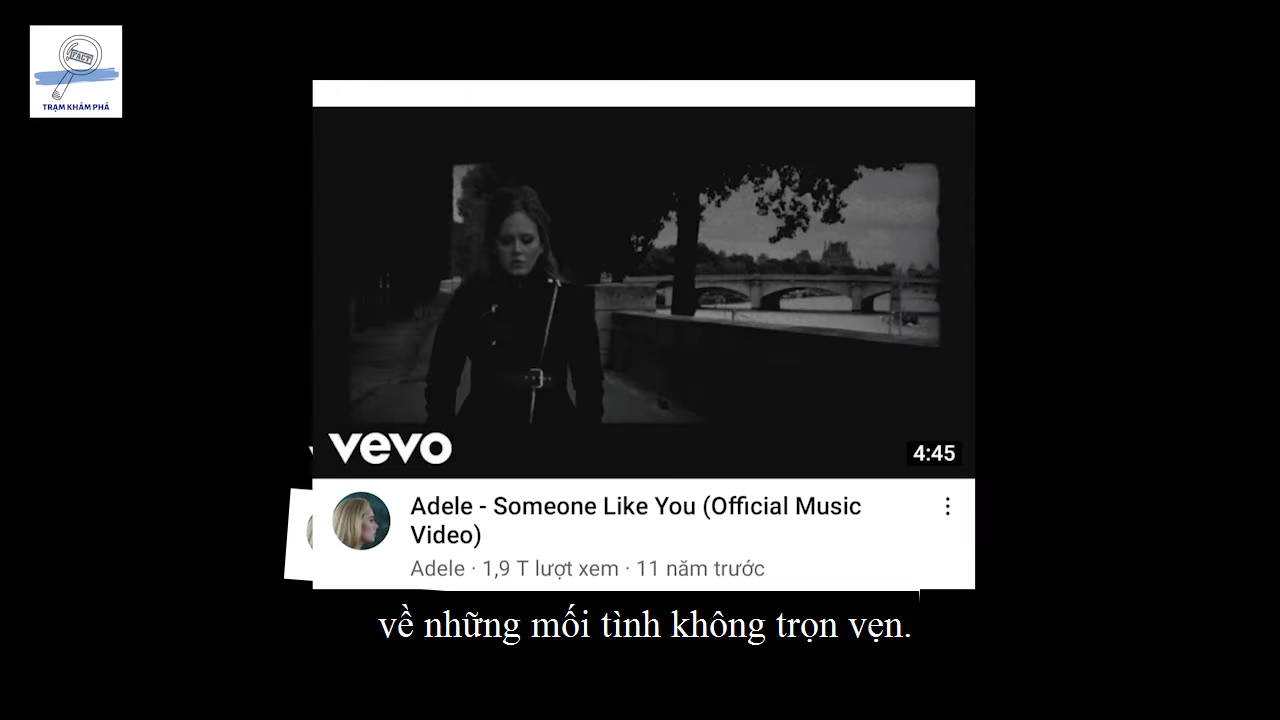 FACT
TRẠM KHÁM PHÁ
vevo
4:45
Adele - Someone Like You (Official Music
Video)
Adele · 1,9 T lượt xem · 11 năm trước
về những mối tình không trọn vẹn.